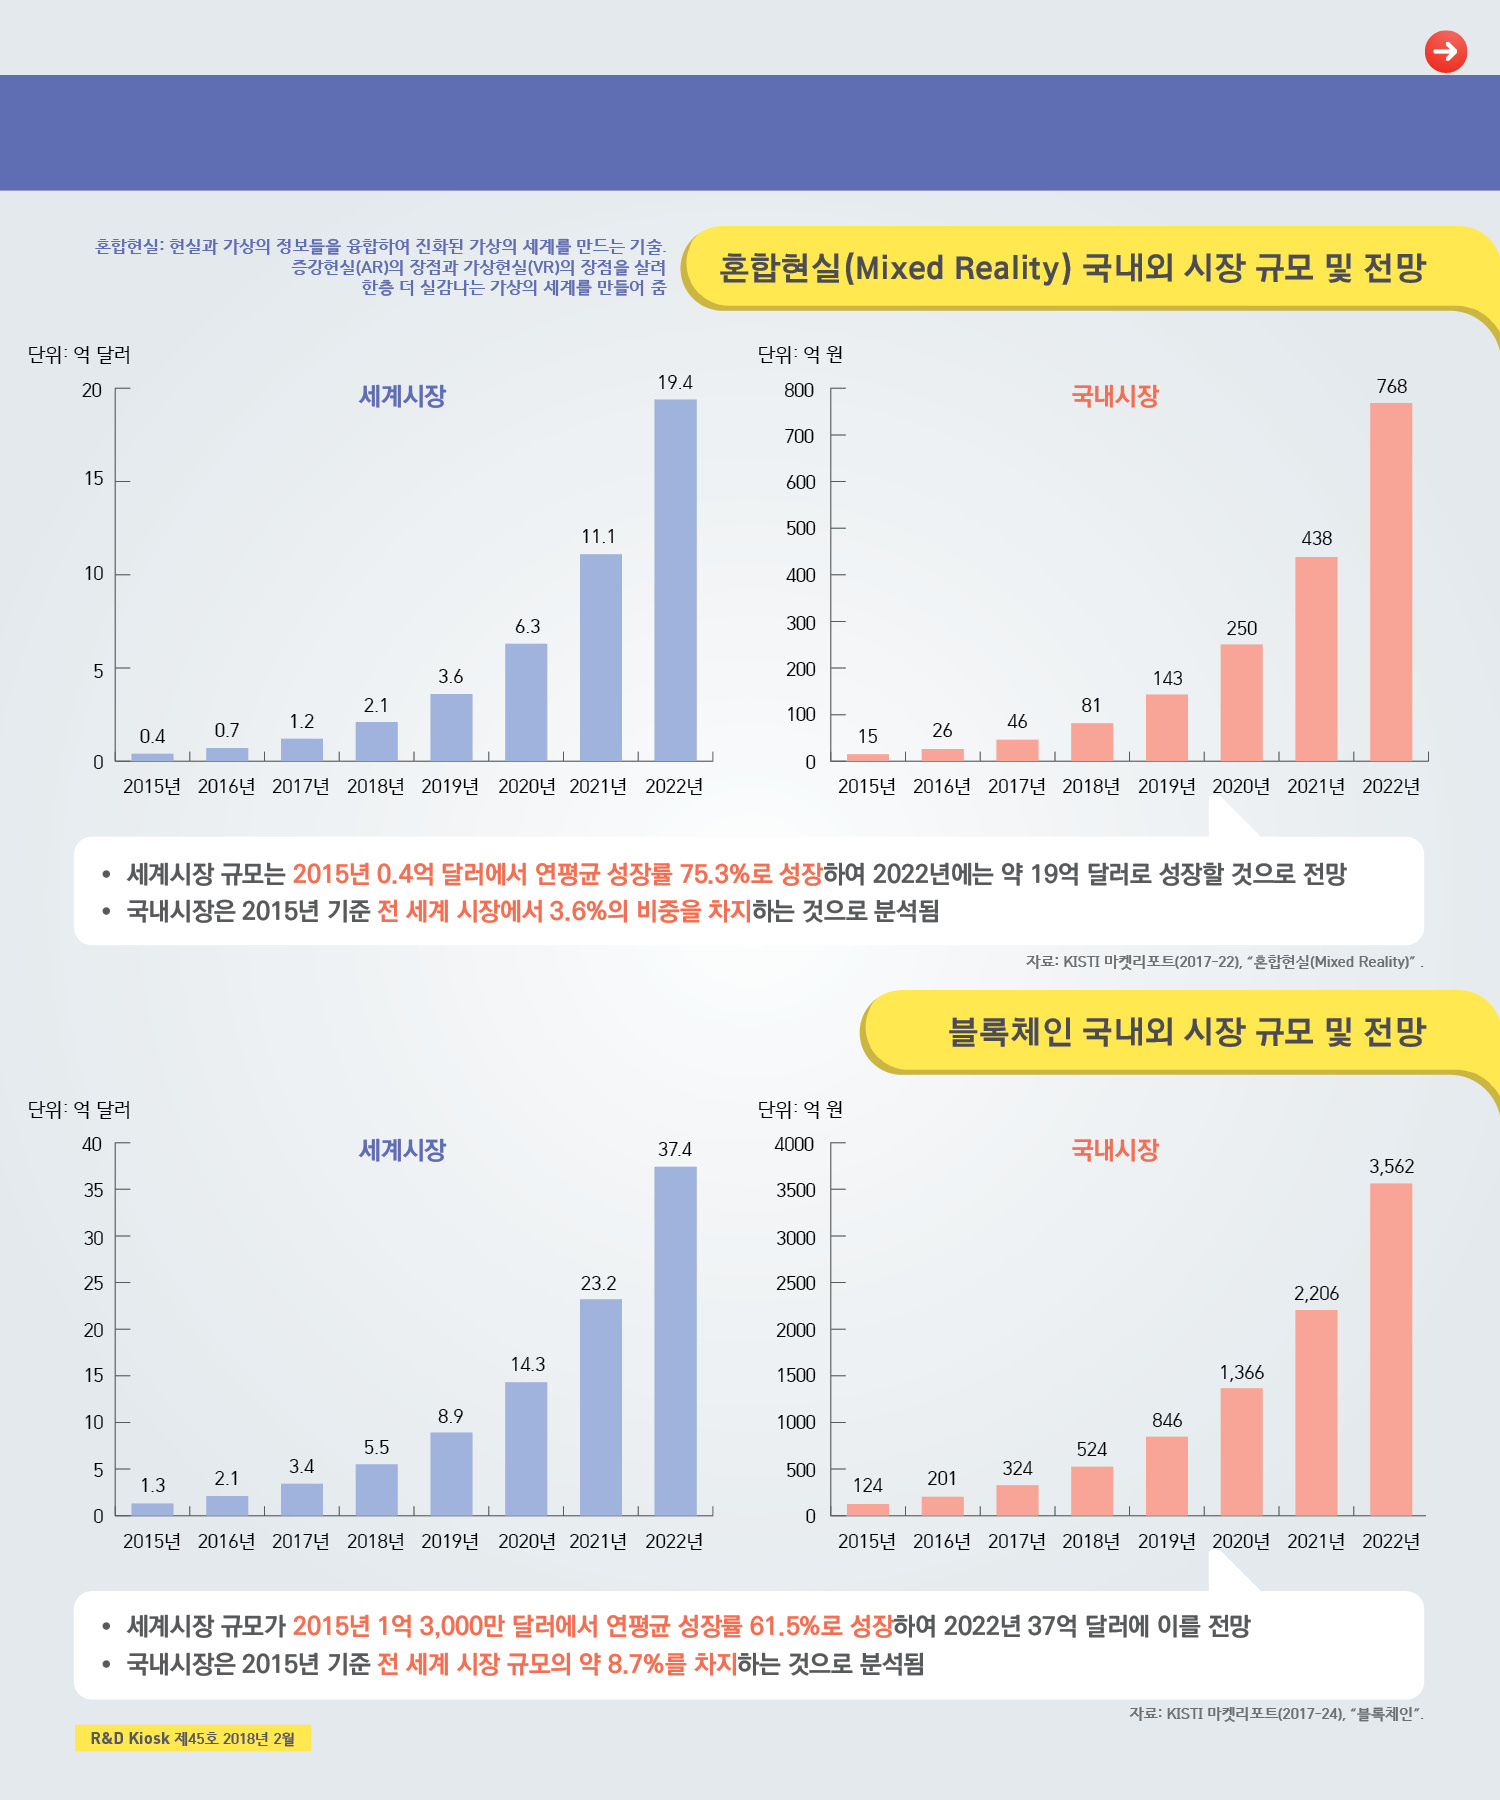 혼합현실: 현실과 가상의 정보들을 융합하여 진화된 가상의 세계를 만드는 기술.
증강현실(AR)의 장점과 가상현실(VR)의 장점을 살려
한층 더 실감나는 가상의 세계를 만들어 줌
혼합현실(Mixed Reality) 국내외 시장 규모 및 전망
단위: 억 달러
세계시장
20
15
10
5
0
0.4
0.7
1.2
2.1
3.6
6.3
11.1
19.4
2015년 2016년 2017년 2018년 2019년 2020년 2021년 2022년
단위: 억 원
국내시장
800
700
600
500
400
300
200
100
0
15
26
46
81
143
250
438
768
2015년 2016년 2017년 2018년 2019년 2020년 2021년 2022년
• 세계시장 규모는 2015년 0.4억 달러에서 연평균 성장률 75.3%로 성장하여 2022년에는 약 19억 달러로 성장할 것으로 전망
• 국내시장은 2015년 기준 전 세계 시장에서 3.6%의 비중을 차지하는 것으로 분석됨
자료: KISTI 마켓리포트(2017-22), “혼합현실(Mixed Reality)” .
블록체인 국내외 시장 규모 및 전망
단위: 억 달러
세계시장
40
35
30
25
20
15
10
5
0
1.3
2.1
3.4
5.5
8.9
14.3
23.2
37.4
2015년 2016년 2017년 2018년 2019년 2020년 2021년 2022년
단위: 억 원
국내시장
4000
3500
3000
2500
2000
1500
1000
500
0
124
201
324
524
846
1,366
2,206
3,562
2015년 2016년 2017년 2018년 2019년 2020년 2021년 2022년
• 세계시장 규모가 2015년 1억 3,000만 달러에서 연평균 성장률 61.5%로 성장하여 2022년 37억 달러에 이를 전망
• 국내시장은 2015년 기준 전 세계 시장 규모의 약 8.7%를 차지하는 것으로 분석됨
자료: KISTI 마켓리포트(2017-24), “블록체인”.
R&D Kiosk 제45호 2018년 2월